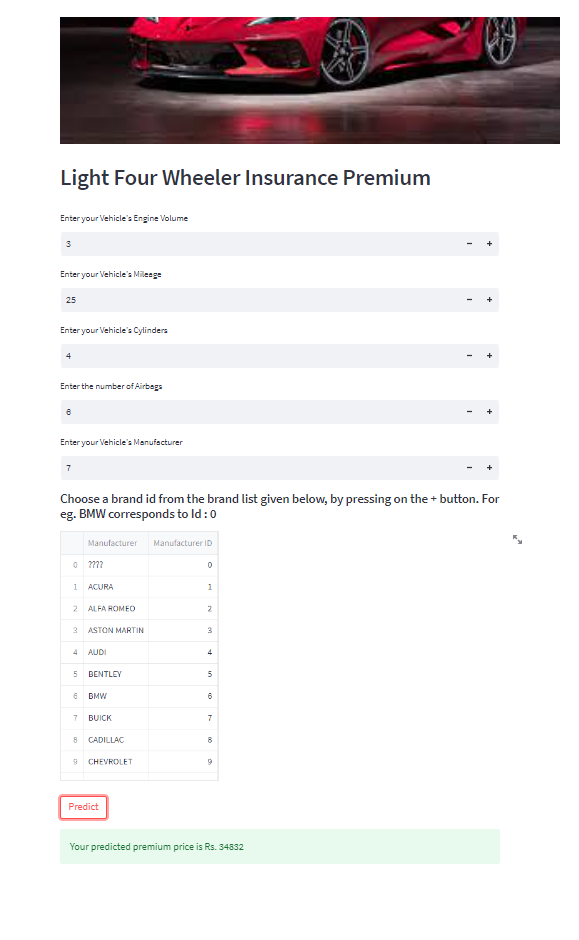 Light Four Wheeler Insurance Premium
Enter your Vehicle's Engine Volume
3
Enter your Vehicle's Mileage
25
Enter your Vehicle's Cylinders
4
Enter the number of Airbags
6
Enter your Vehicle's Manufacturer
7
Choose a brand id from the brand list given below, by pressing on the + button. For
eg. BMW corresponds to Id : 0
Manufacturer Manufacturer ID
0 ???? 0
1 ACURA 1
2 ALFA ROMEO 2
3 ASTON MARTIN 3
4 AUDI 4
5 BENTLEY 5
6 BMW 6
7 BUICK 7
8 CADILLAC 8
9 CHEVROLET 9
Predict
Your predicted premium price is Rs. 34832